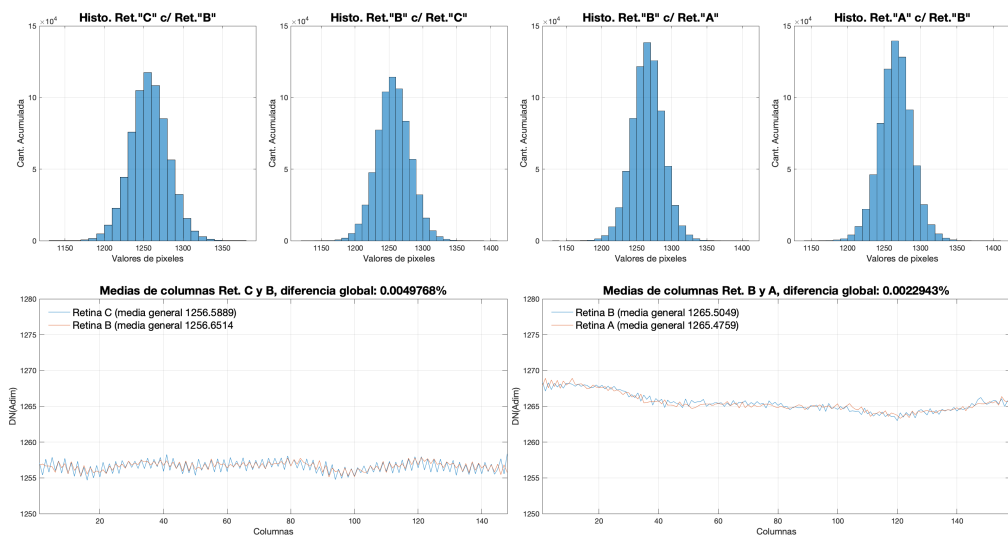 Histo. Ret."C" c/ Ret."B"
×10⁴
15
10
5
0
1150 1200 1250 1300 1350
Cant. Acumulada
Valores de pixeles
Histo. Ret."B" c/ Ret."C"
×10⁴
15
10
5
0
1150 1200 1250 1300 1350 1400
Cant. Acumulada
Valores de pixeles
Histo. Ret."B" c/ Ret."A"
×10⁴
15
10
5
0
1150 1200 1250 1300 1350 1400
Cant. Acumulada
Valores de pixeles
Histo. Ret."A" c/ Ret."B"
×10⁴
15
10
5
0
1150 1200 1250 1300 1350 1400
Cant. Acumulada
Valores de pixeles
Medias de columnas Ret. C y B, diferencia global: 0.0049768%
Retina C (media general 1256.5889)
Retina B (media general 1256.6514
1280
1275
1270
1265
1260
1255
1250
DN(Adim)
20 40 60 80 100 120 140
Columnas
Medias de columnas Ret. B y A, diferencia global: 0.0022943%
Retina B (media general 1265.5049)
Retina A (media general 1265.4759)
1280
1275
1270
1265
1260
1255
1250
DN(Adim)
20 40 60 80 100 120 140
Columnas